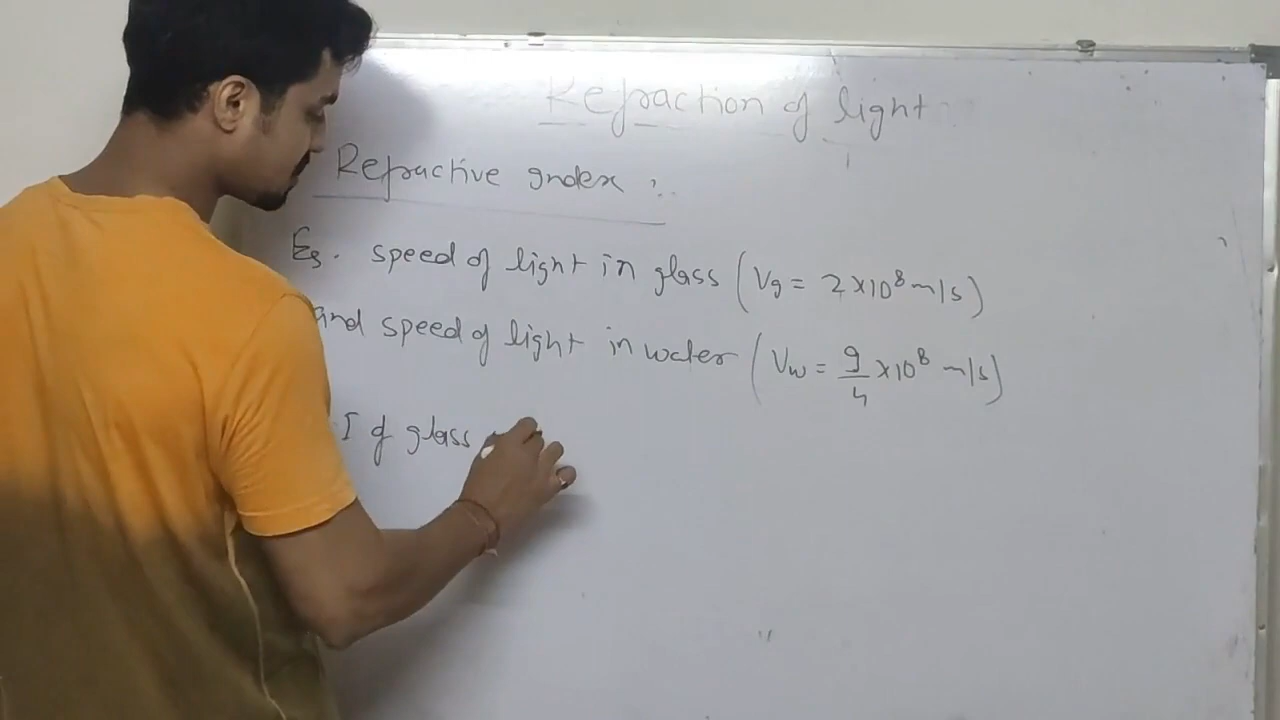 Refraction of light
Refractive Index :.
Eg. speed of light in glass (Vg = 2×10⁸ m/s)
and speed of light in water (Vw = 9/4 ×10⁸ m/s)
I of glass